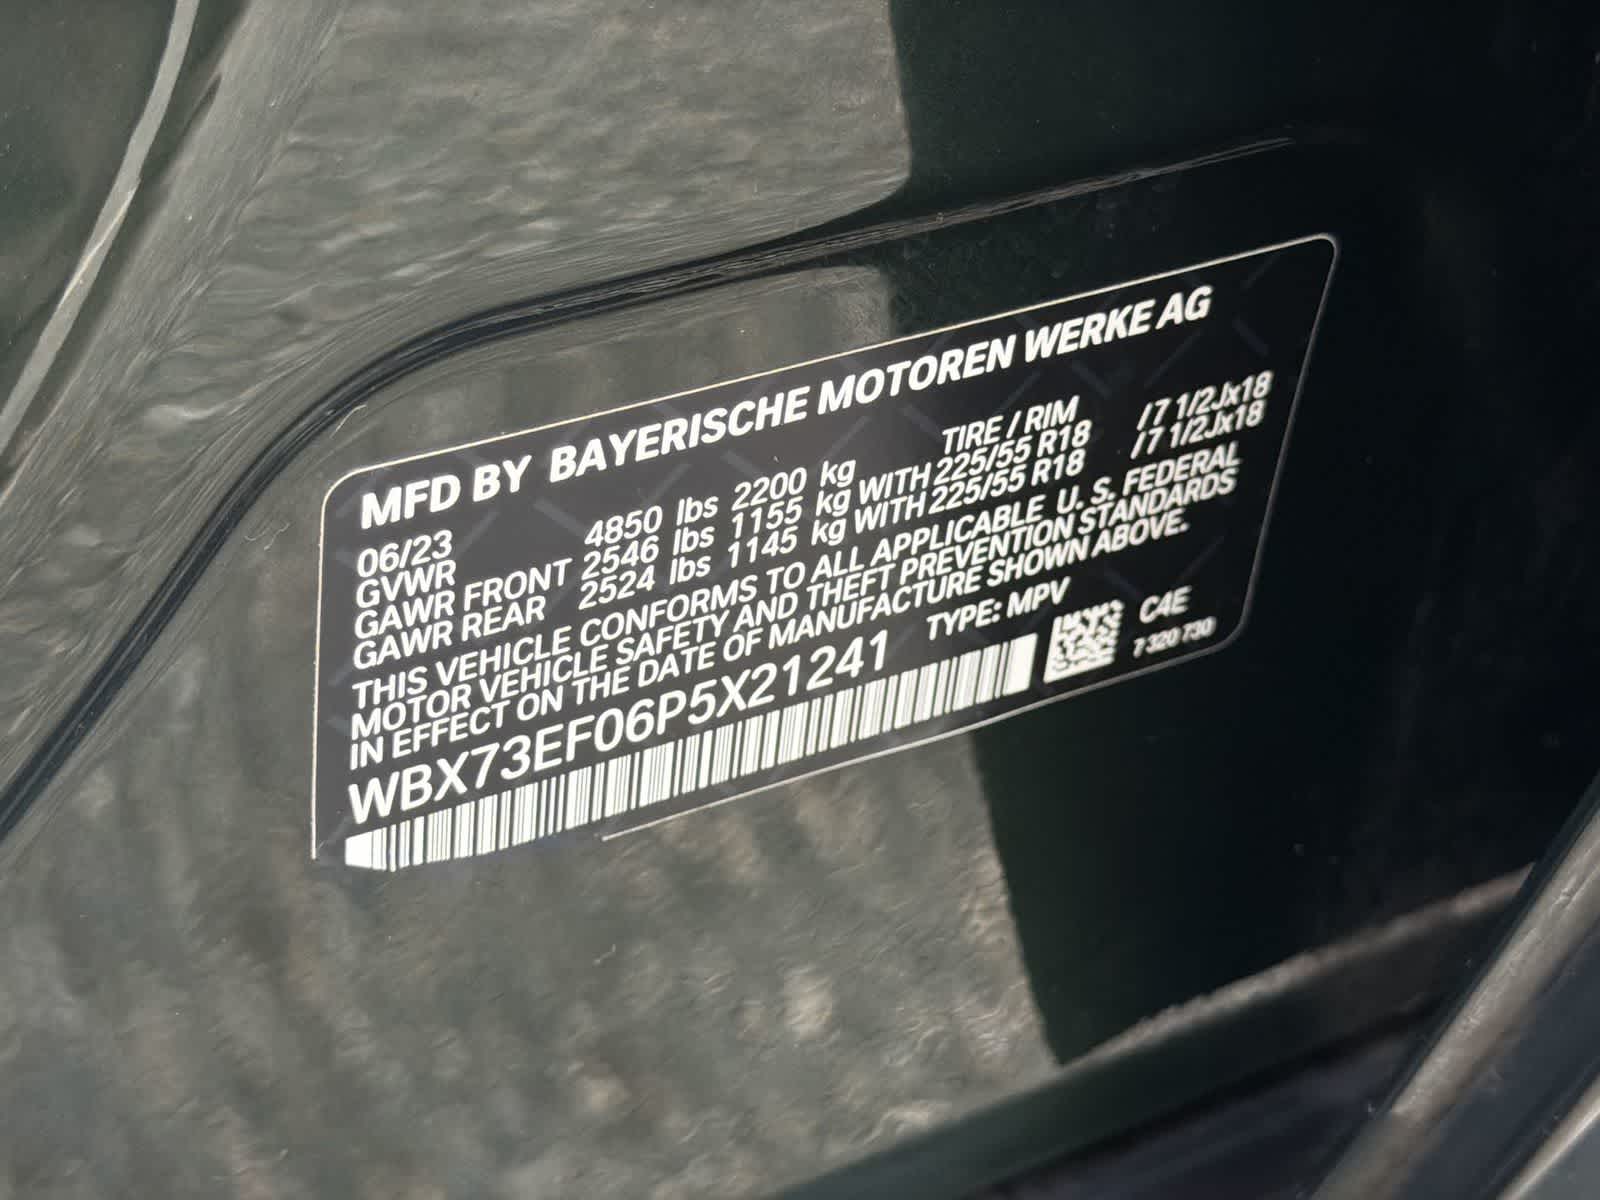 MFD BY BAYERISCHE MOTOREN WERKE AG
06/23 TIRE / RIM
GVWR 4850 lbs 2200 kg
GAWR FRONT 2546 lbs 1155 kg WITH 225/55 R18 /7 1/2Jx18
GAWR REAR 2524 lbs 1145 kg WITH 225/55 R18 /7 1/2Jx18
THIS VEHICLE CONFORMS TO ALL APPLICABLE U. S. FEDERAL
MOTOR VEHICLE SAFETY AND THEFT PREVENTION STANDARDS
IN EFFECT ON THE DATE OF MANUFACTURE SHOWN ABOVE.
WBX73EF06P5X21241 TYPE: MPV
C4E
7 320 730